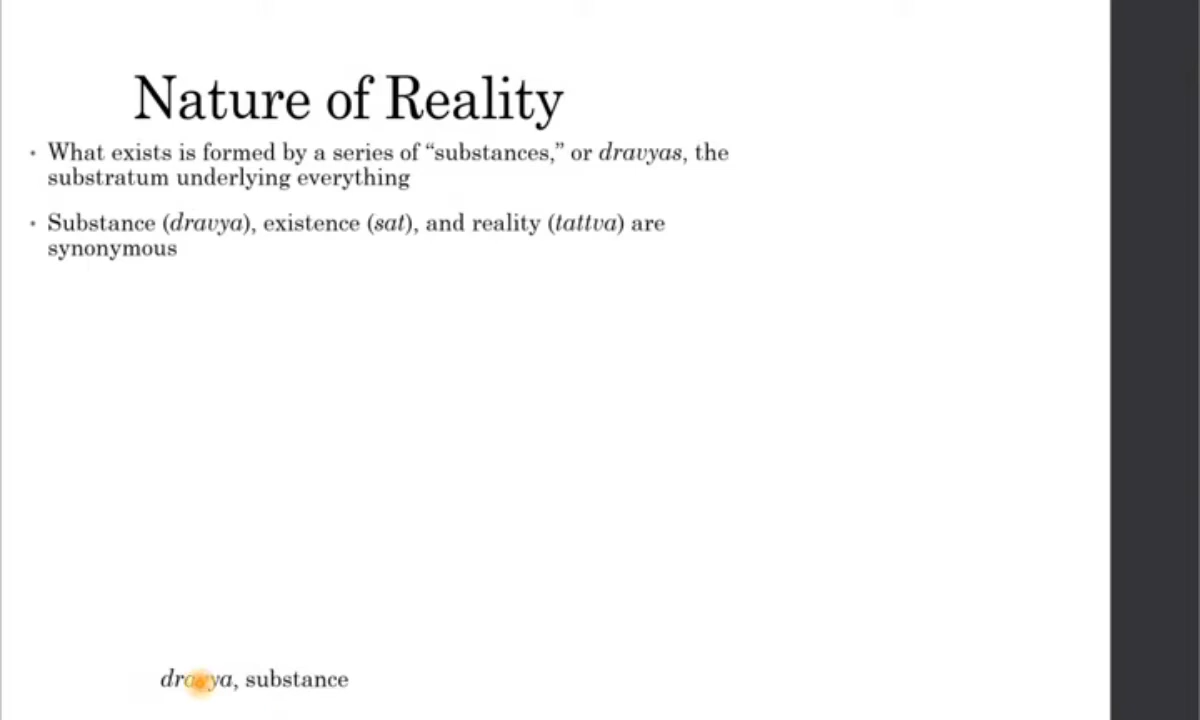 Nature of Reality
• What exists is formed by a series of “substances,” or dravyas, the
substratum underlying everything
• Substance (dravya), existence (sat), and reality (tattva) are
synonymous
dravya, substance